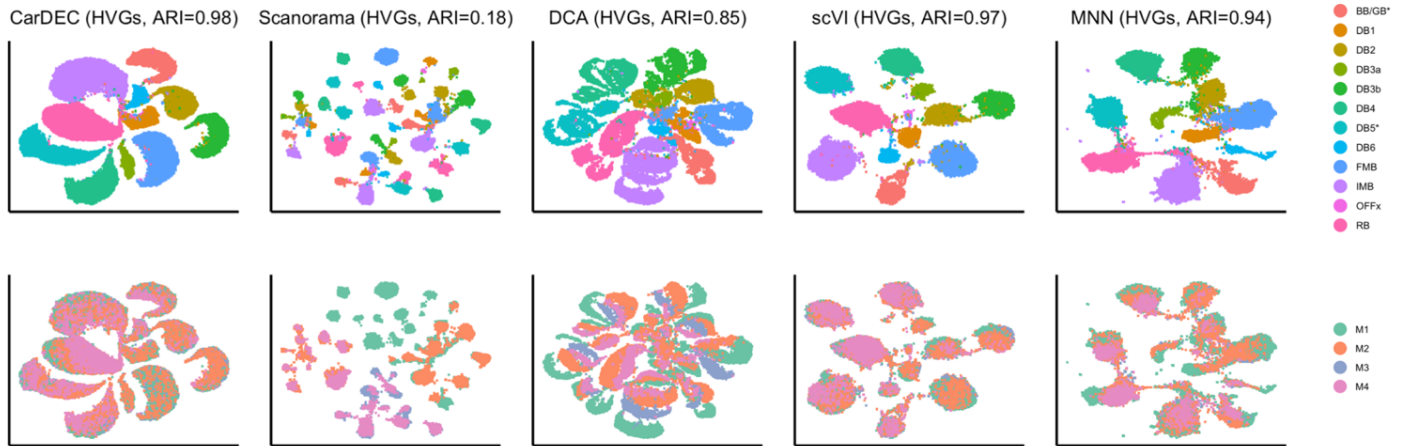 CarDEC (HVGs, ARI=0.98)
Scanorama (HVGs, ARI=0.18)
DCA (HVGs, ARI=0.85)
scVI (HVGs, ARI=0.97)
MNN (HVGs, ARI=0.94)
BB/GB*
DB1
DB2
DB3a
DB3b
DB4
DB5*
DB6
FMB
IMB
OFFx
RB
M1
M2
M3
M4